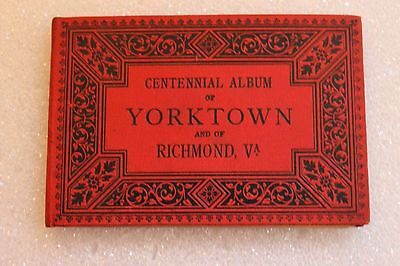 CENTENNIAL ALBUM
OF
YORKTOWN
AND OF
RICHMOND, VA